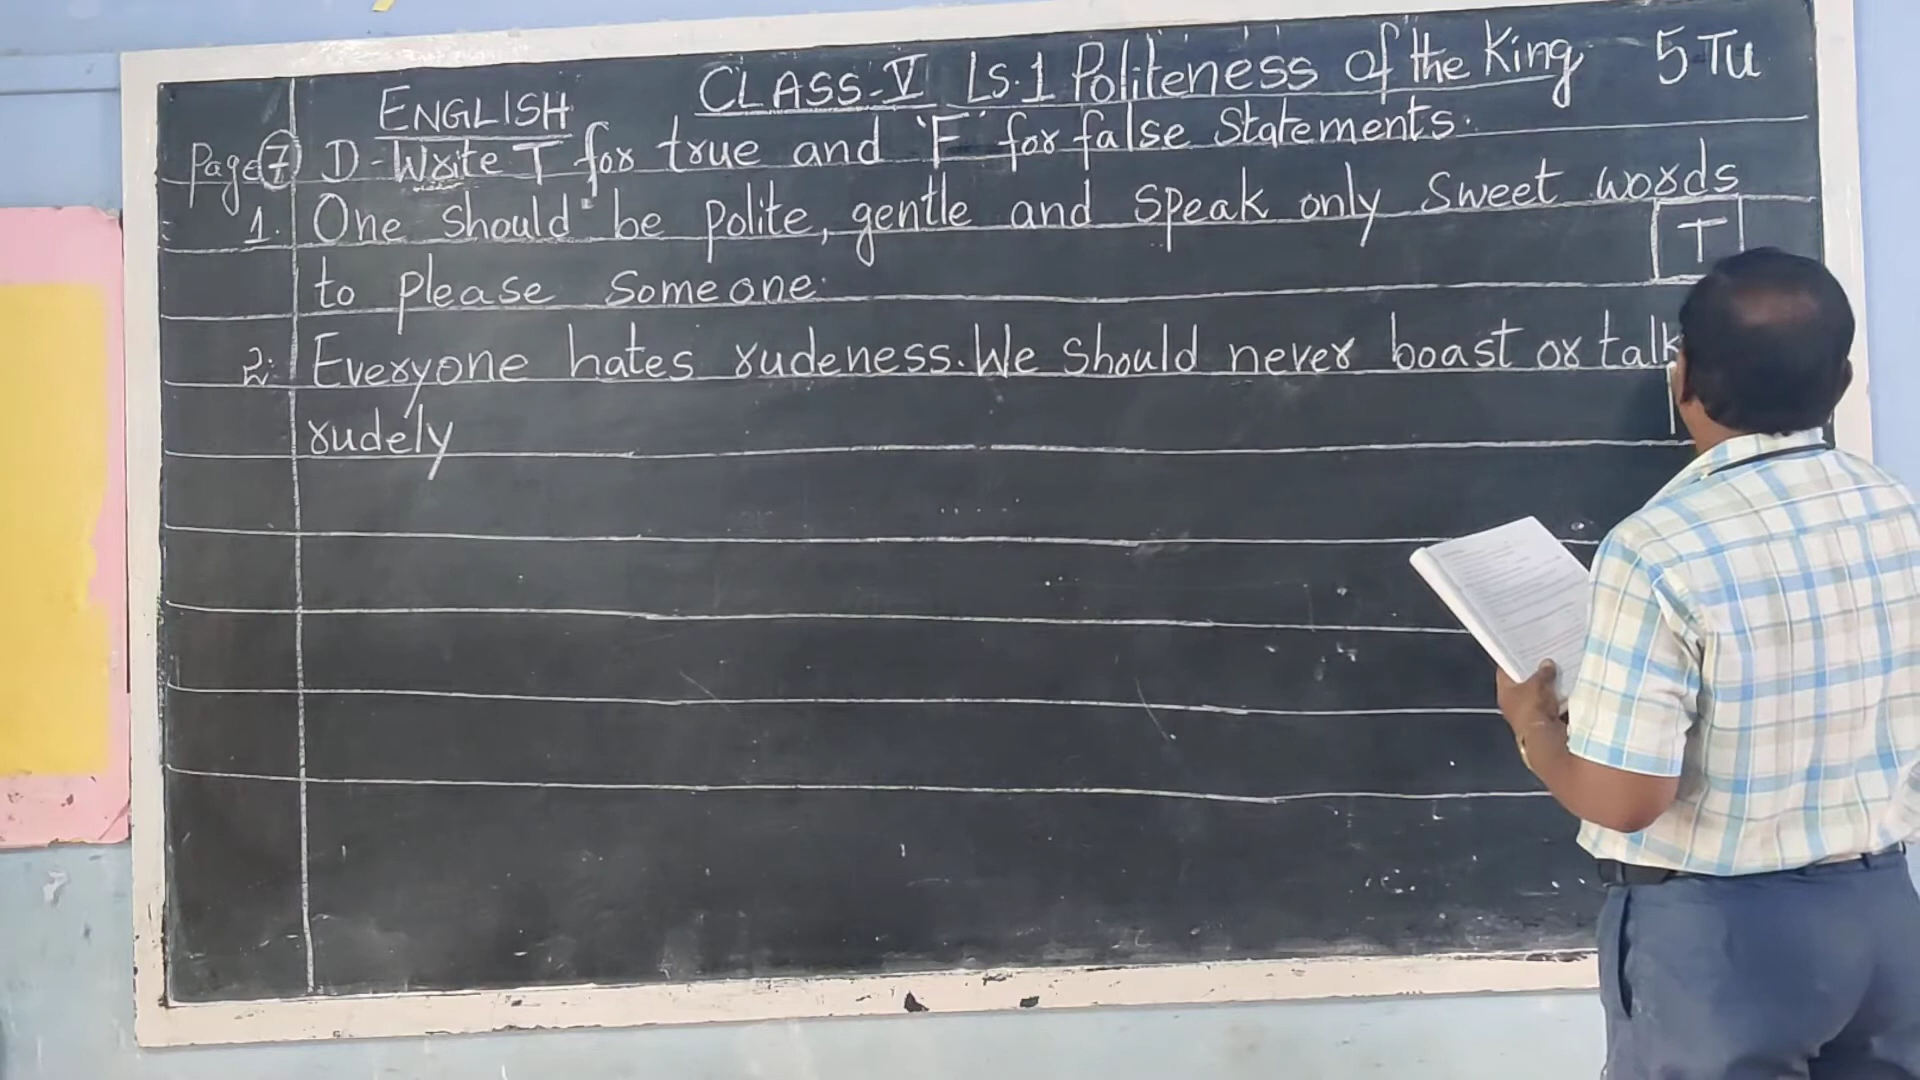 CLASS-V Ls.1 Politeness of the King 5 Tu
ENGLISH
Page 7 D-Write T for true and 'F' for false Statements.
1. One should be polite, gentle and speak only sweet words
to please someone. T
2. Everyone hates rudeness. We should never boast or talk
rudely